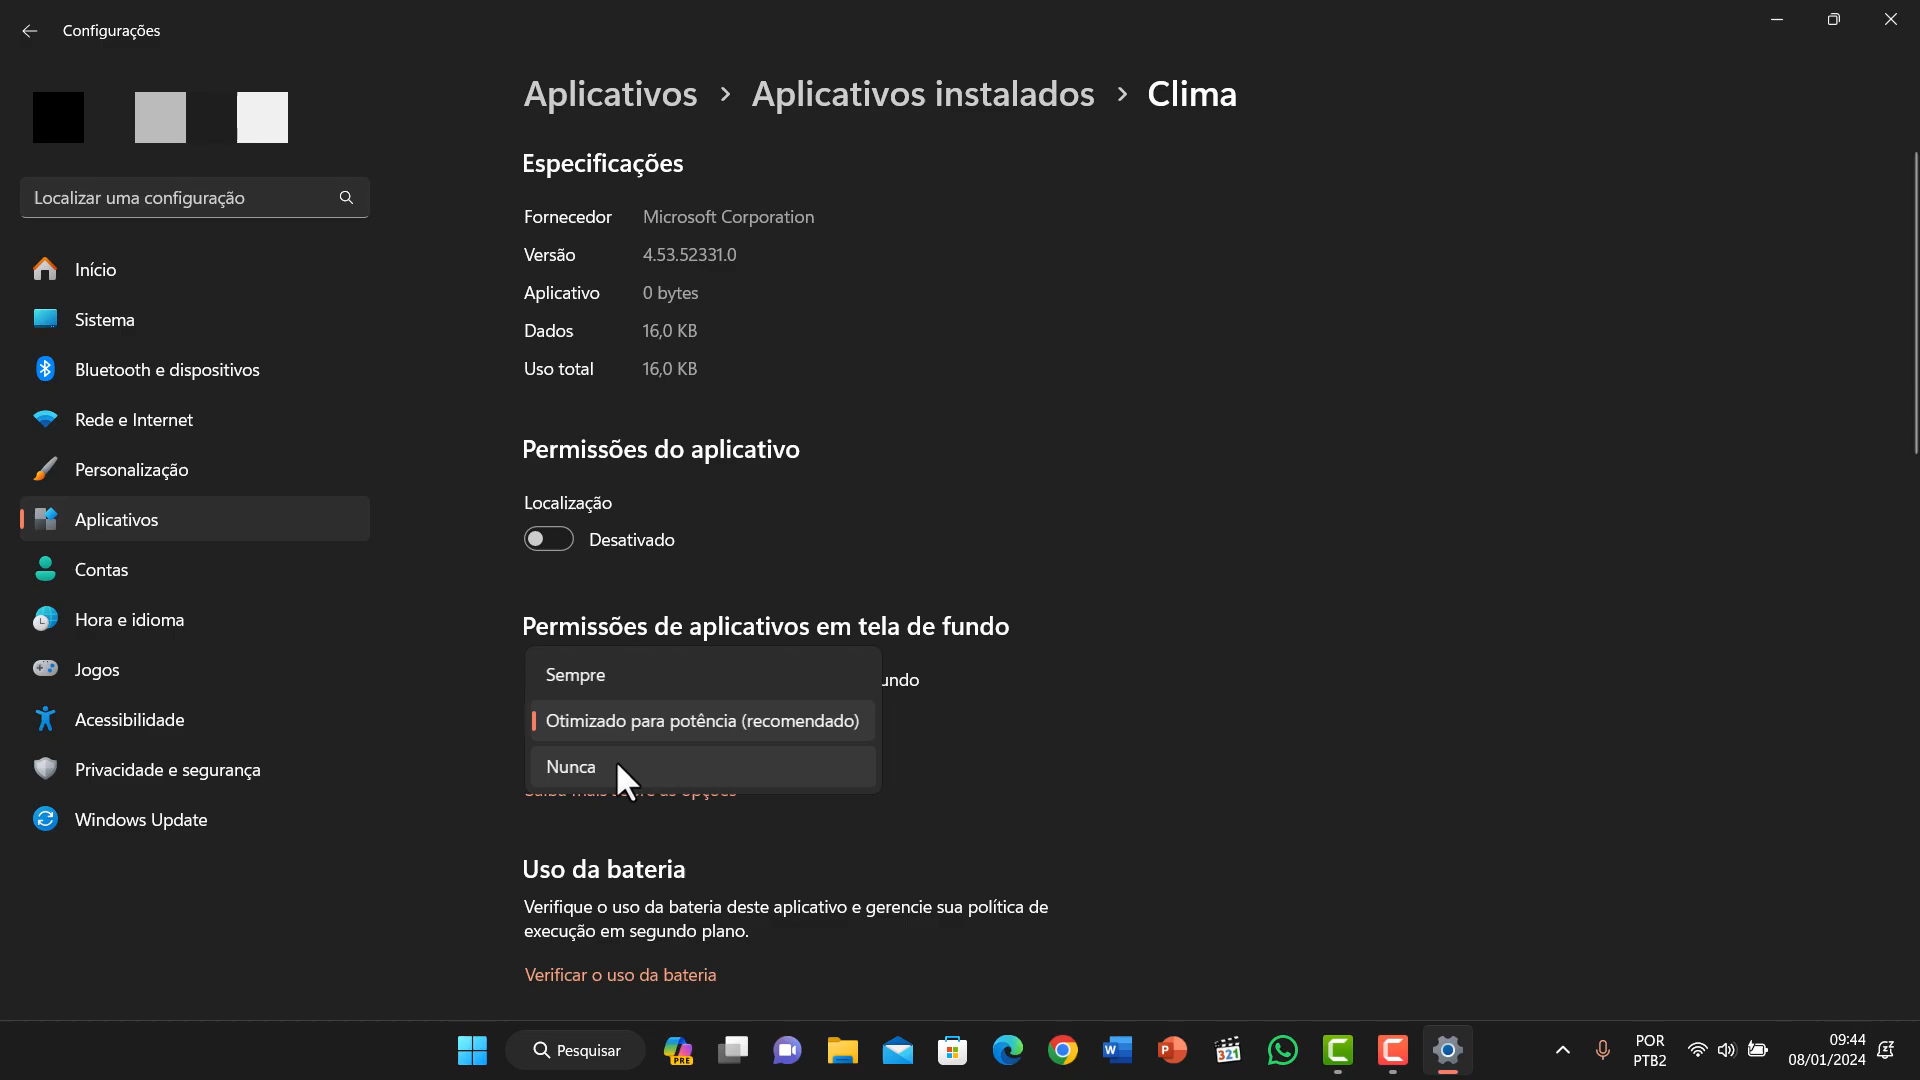 Configurações
Aplicativos > Aplicativos instalados > Clima
Localizar uma configuração
Início
Sistema
Bluetooth e dispositivos
Rede e Internet
Personalização
Aplicativos
Contas
Hora e idioma
Jogos
Acessibilidade
Privacidade e segurança
Windows Update
Especificações
Fornecedor Microsoft Corporation
Versão 4.53.52331.0
Aplicativo 0 bytes
Dados 16,0 KB
Uso total 16,0 KB
Permissões do aplicativo
Localização
Desativado
Permissões de aplicativos em tela de fundo
Sempre
undo
Otimizado para potência (recomendado)
Nunca
Uso da bateria
Verifique o uso da bateria deste aplicativo e gerencie sua política de
execução em segundo plano.
Verificar o uso da bateria
Pesquisar
PRE
321
POR
PTB2
09:44
08/01/2024